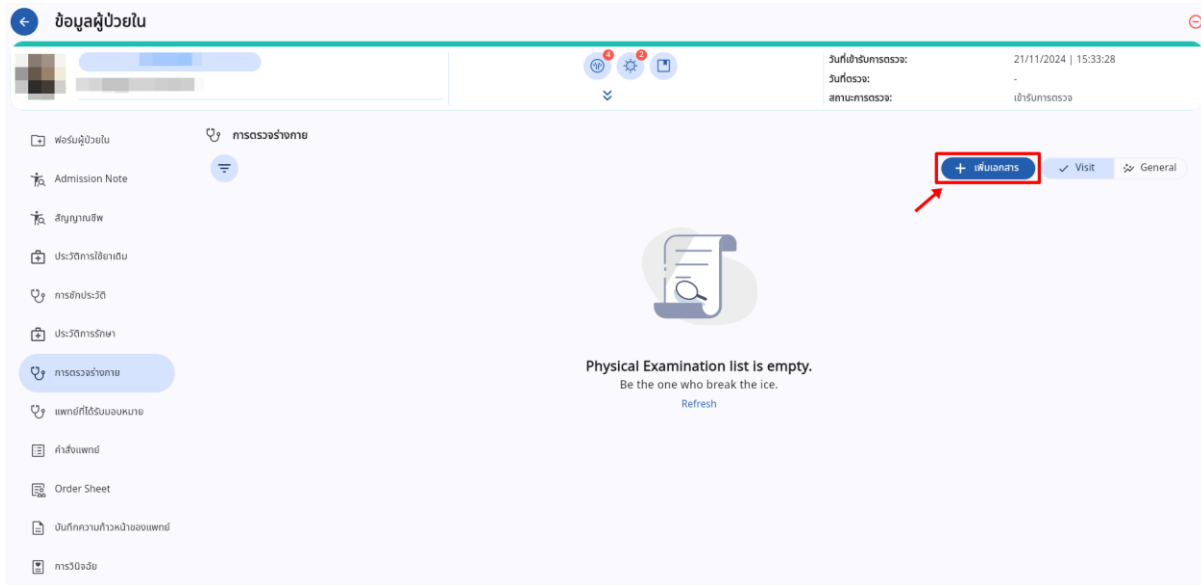 ข้อมูลผู้ป่วยใน
4
2
วันที่เข้ารับการตรวจ: 21/11/2024 | 15:33:28
วันที่ตรวจ: -
สถานะการตรวจ: เข้ารับการตรวจ
ฟอร์มผู้ป่วยใน
Admission Note
สัญญาณชีพ
ประวัติการใช้ยาเดิม
การซักประวัติ
ประวัติการรักษา
การตรวจร่างกาย
แพทย์ที่ได้รับมอบหมาย
คำสั่งแพทย์
Order Sheet
บันทึกความก้าวหน้าของแพทย์
การวินิจฉัย
การตรวจร่างกาย
+ เพิ่มเอกสาร
Visit
General
Physical Examination list is empty.
Be the one who break the ice.
Refresh